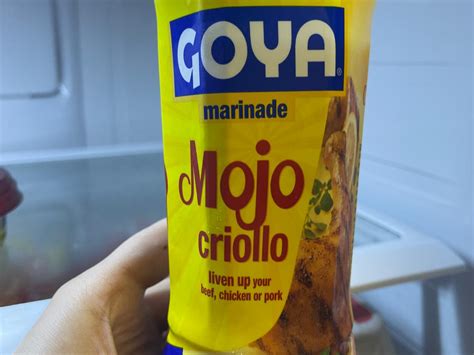 GOYA®
marinade
Mojo
criollo
liven up your
beef, chicken or pork